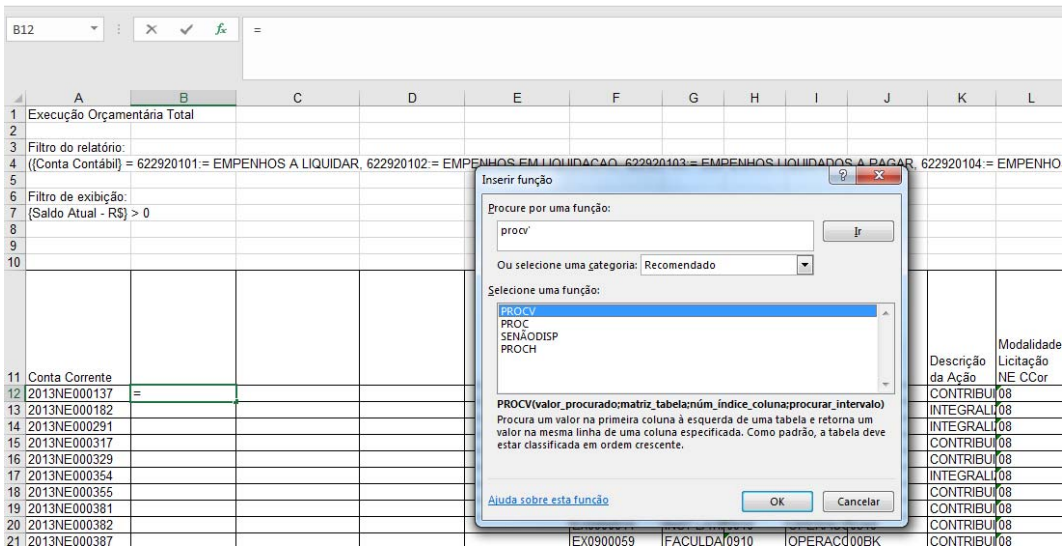 B12 fx =
A B C D E F G H I J K L
1 Execução Orçamentária Total
2
3 Filtro do relatório:
4 ({Conta Contábil} = 622920101:= EMPENHOS A LIQUIDAR, 622920102:= EMPENHOS EM LIQUIDACAO, 622920103:= EMPENHOS LIQUIDADOS A PAGAR, 622920104:= EMPENHO
5
6 Filtro de exibição:
7 {Saldo Atual - R$} > 0
8
9
10
Inserir função
Procure por uma função:
procv'
Ir
Ou selecione uma categoria: Recomendado
Selecione uma função:
PROCV
PROC
SENÃODISP
PROCH
PROCV(valor_procurado;matriz_tabela;núm_índice_coluna;procurar_intervalo)
Procura um valor na primeira coluna à esquerda de uma tabela e retorna um
valor na mesma linha de uma coluna especificada. Como padrão, a tabela deve
estar classificada em ordem crescente.
Ajuda sobre esta função
OK Cancelar
11 Conta Corrente
Descrição
da Ação
Modalidade
Licitação
NE CCor
12 2013NE000137 = CONTRIBUI 08
13 2013NE000182 INTEGRALI 08
14 2013NE000291 INTEGRALI 08
15 2013NE000317 CONTRIBUI 08
16 2013NE000329 CONTRIBUI 08
17 2013NE000354 INTEGRALI 08
18 2013NE000355 CONTRIBUI 08
19 2013NE000381 CONTRIBUI 08
20 2013NE000382 CONTRIBUI 08
21 2013NE000387 EX0900059 FACULDA 0910 OPERACO 00BK CONTRIBUI 08